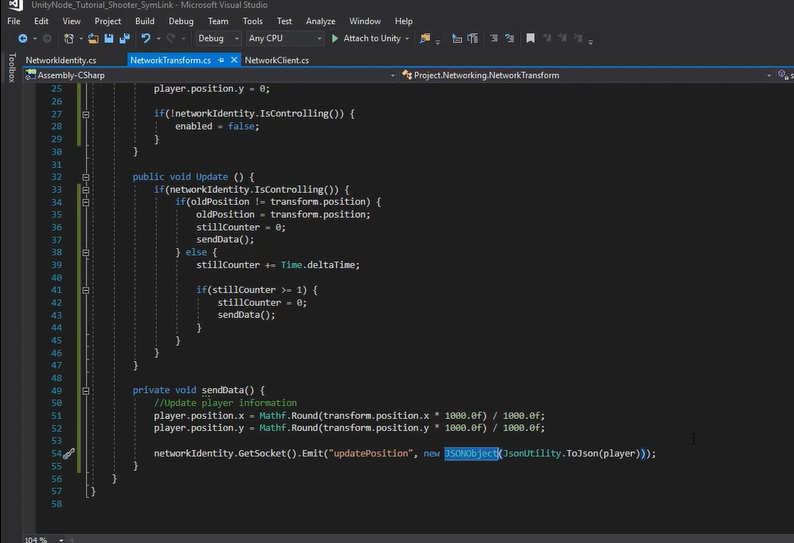 UnityNode_Tutorial_Shooter_SymLink - Microsoft Visual Studio
File Edit View Project Build Debug Team Tools Test Analyze Window Help
Debug Any CPU Attach to Unity
Toolbox
NetworkIdentity.cs NetworkTransform.cs NetworkClient.cs
Assembly-CSharp Project.Networking.NetworkTransform
25 player.position.y = 0;
26
27 if(!networkIdentity.IsControlling()) {
28 enabled = false;
29 }
30 }
31
32 public void Update () {
33 if(networkIdentity.IsControlling()) {
34 if(oldPosition != transform.position) {
35 oldPosition = transform.position;
36 stillCounter = 0;
37 sendData();
38 } else {
39 stillCounter += Time.deltaTime;
40
41 if(stillCounter >= 1) {
42 stillCounter = 0;
43 sendData();
44 }
45 }
46 }
47 }
48
49 private void sendData() {
50 //Update player information
51 player.position.x = Mathf.Round(transform.position.x * 1000.0f) / 1000.0f;
52 player.position.y = Mathf.Round(transform.position.y * 1000.0f) / 1000.0f;
53
54 networkIdentity.GetSocket().Emit("updatePosition", new JSONObject(JsonUtility.ToJson(player)));
55 }
56 }
57 }
58
104 %